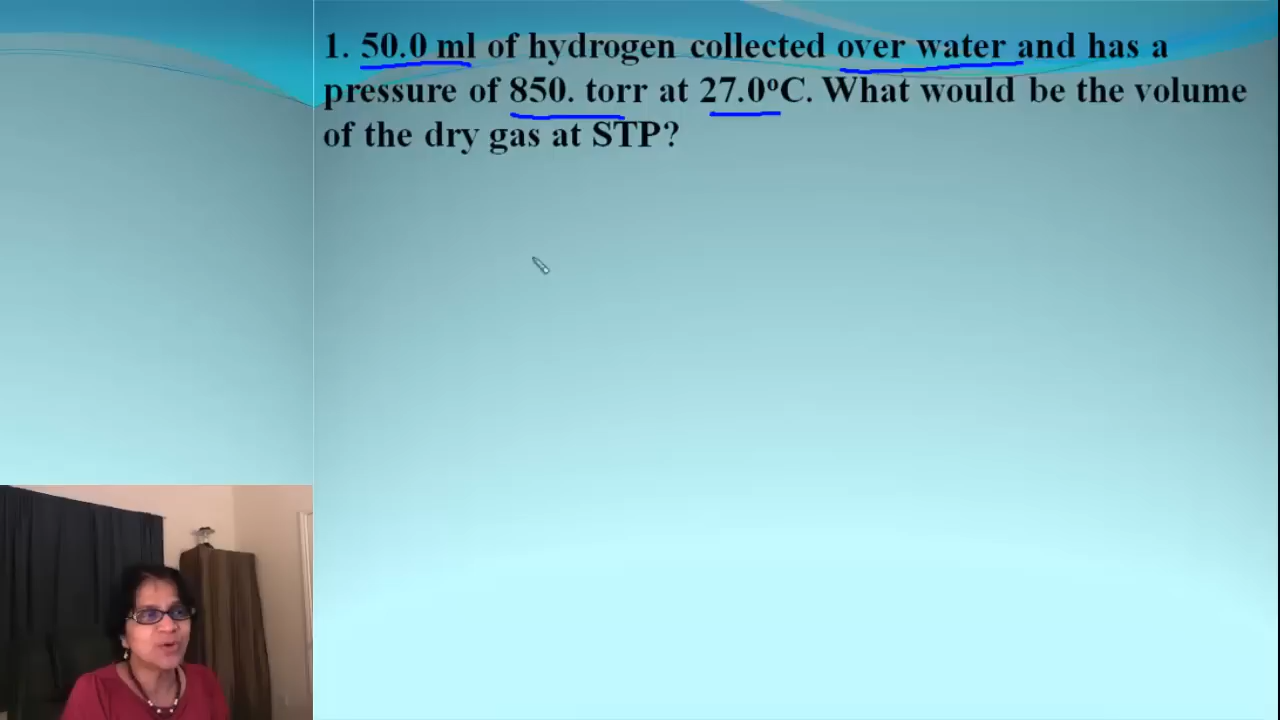 1. 50.0 ml of hydrogen collected over water and has a
pressure of 850. torr at 27.0ºC. What would be the volume
of the dry gas at STP?